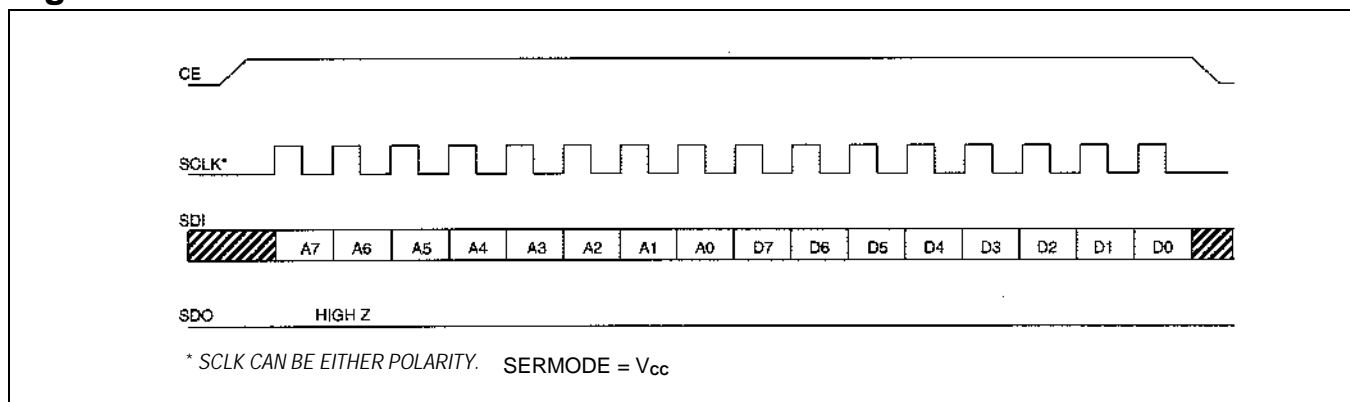 CE
SCLK*
SDI
A7 A6 A5 A4 A3 A2 A1 A0 D7 D6 D5 D4 D3 D2 D1 D0
SDO HIGH Z
* SCLK CAN BE EITHER POLARITY. SERMODE = Vcc